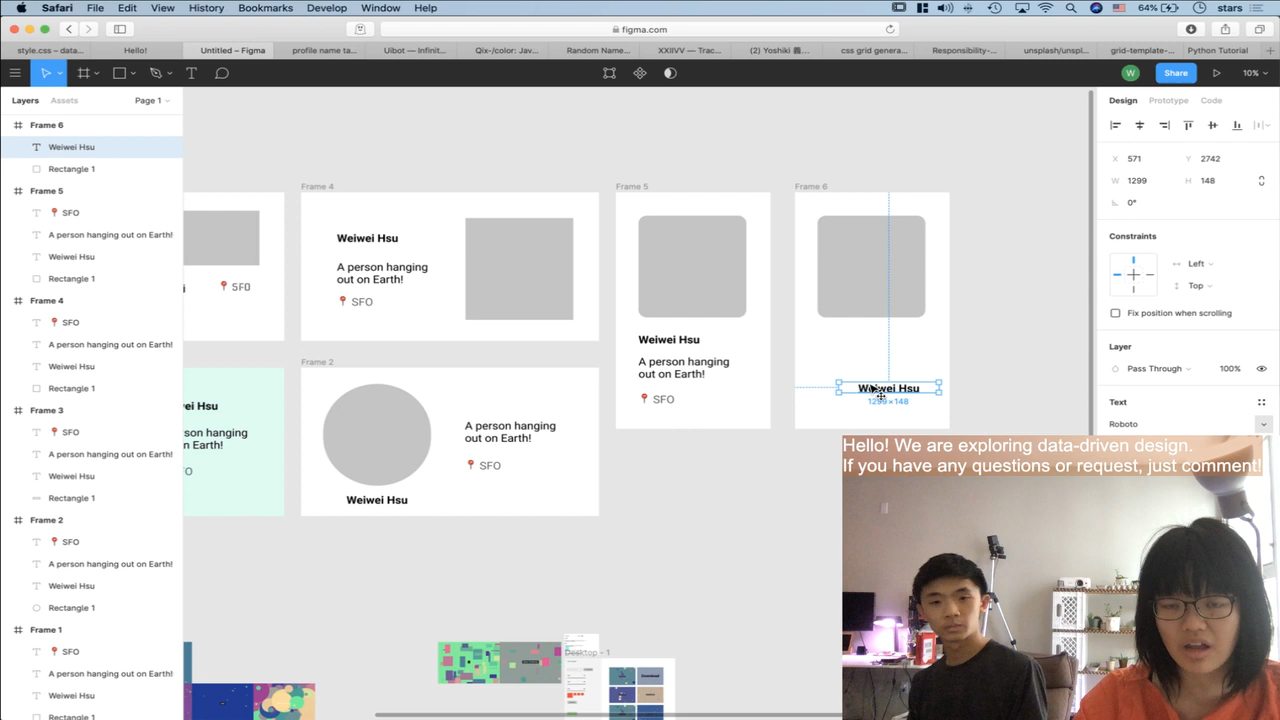 Safari File Edit View History Bookmarks Develop Window Help
64% stars
figma.com
style.css – data...
Hello!
Untitled – Figma
profile name ta...
Uibot — Infinit...
Qix-/color: Jav...
Random Name...
XXIIVV — Trac...
(2) Yoshiki
css grid genera...
Responsibility-...
unsplash/unspl...
grid-template-...
Python Tutorial
W
Share
10%
Layers Assets Page 1
Frame 6
Weiwei Hsu
Rectangle 1
Frame 5
📍 SFO
A person hanging out on Earth!
Weiwei Hsu
Rectangle 1
Frame 4
📍 SFO
A person hanging out on Earth!
Weiwei Hsu
Rectangle 1
Frame 3
📍 SFO
A person hanging out on Earth!
Weiwei Hsu
Rectangle 1
Frame 2
📍 SFO
A person hanging out on Earth!
Weiwei Hsu
Rectangle 1
Frame 1
📍 SFO
A person hanging out on Earth!
Weiwei Hsu
Rectangle 1
📍 SFO
Frame 4
Weiwei Hsu
A person hanging
out on Earth!
📍 SFO
Frame 5
Weiwei Hsu
A person hanging
out on Earth!
📍 SFO
Frame 6
Weiwei Hsu
1299 × 148
Hsu
hanging
Earth!
Frame 2
Weiwei Hsu
A person hanging
out on Earth!
📍 SFO
Desktop – 1
Design Prototype Code
X 571 Y 2742
W 1299 H 148
0°
Constraints
Left
Top
Fix position when scrolling
Layer
Pass Through 100%
Text
Roboto
Hello! We are exploring data-driven design.
If you have any questions or request, just comment!